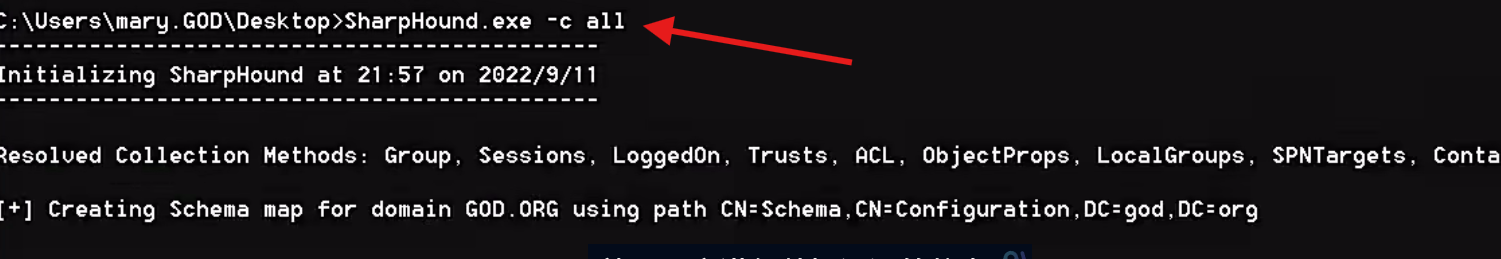 C:\Users\mary.GOD\Desktop>SharpHound.exe -c all
---------------------------------------------
Initializing SharpHound at 21:57 on 2022/9/11
---------------------------------------------
Resolved Collection Methods: Group, Sessions, LoggedOn, Trusts, ACL, ObjectProps, LocalGroups, SPNTargets, Conta
[+] Creating Schema map for domain GOD.ORG using path CN=Schema,CN=Configuration,DC=god,DC=org